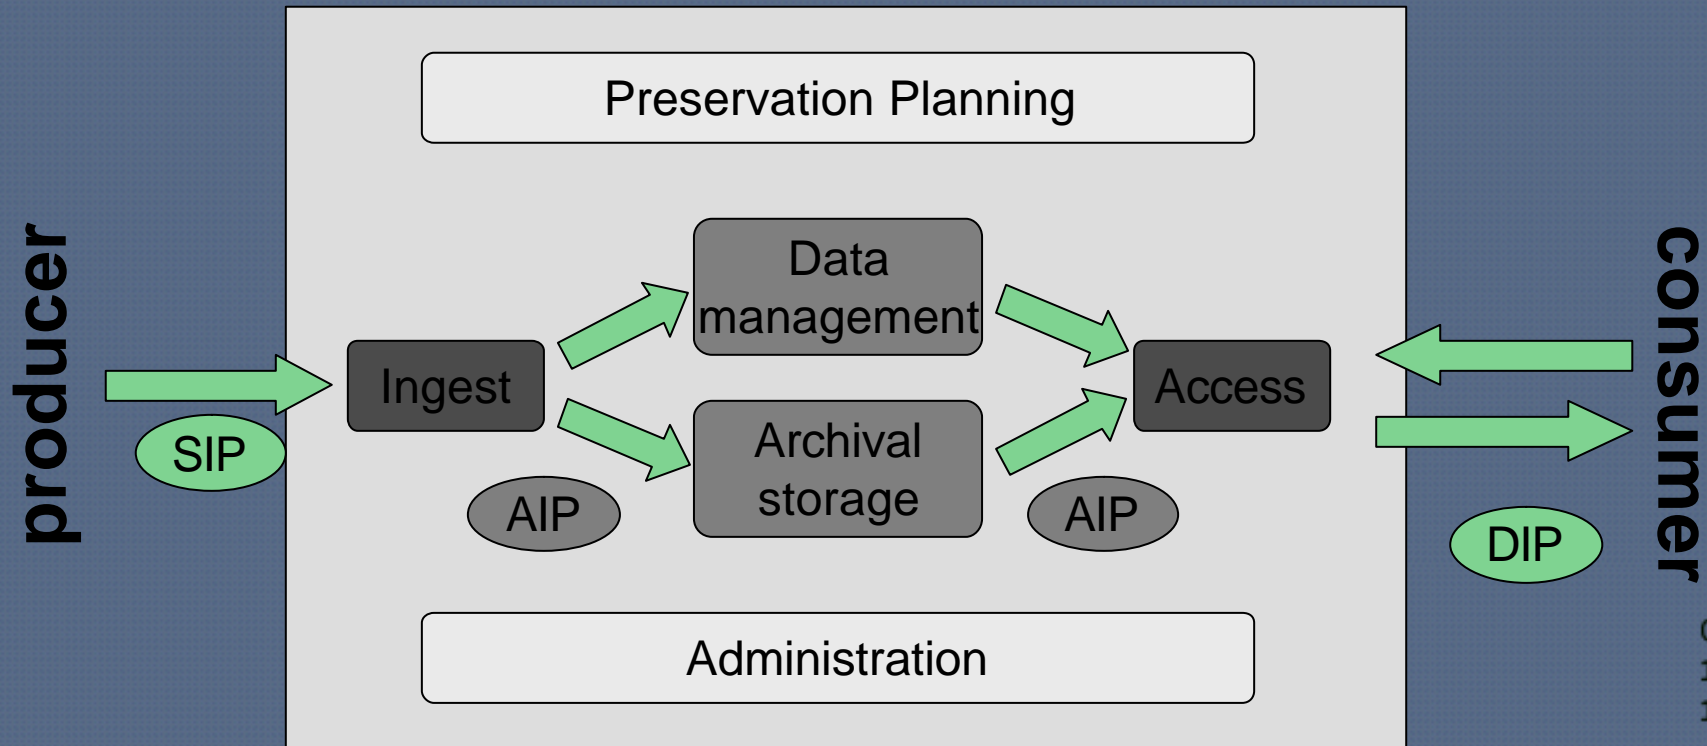 Preservation Planning
producer
SIP
Ingest
Data
management
Archival
storage
AIP
AIP
Access
consumer
DIP
Administration